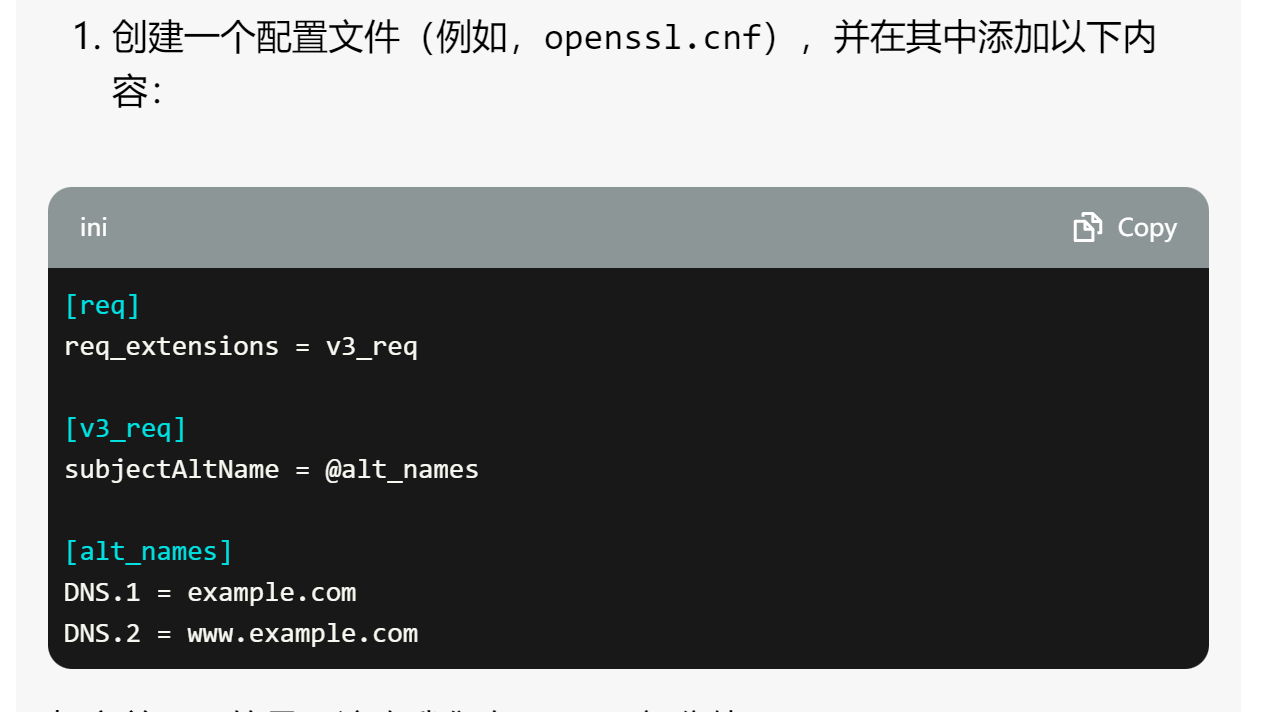 1. 创建一个配置文件（例如，openssl.cnf），并在其中添加以下内
容：
ini
Copy
[req]
req_extensions = v3_req
[v3_req]
subjectAltName = @alt_names
[alt_names]
DNS.1 = example.com
DNS.2 = www.example.com